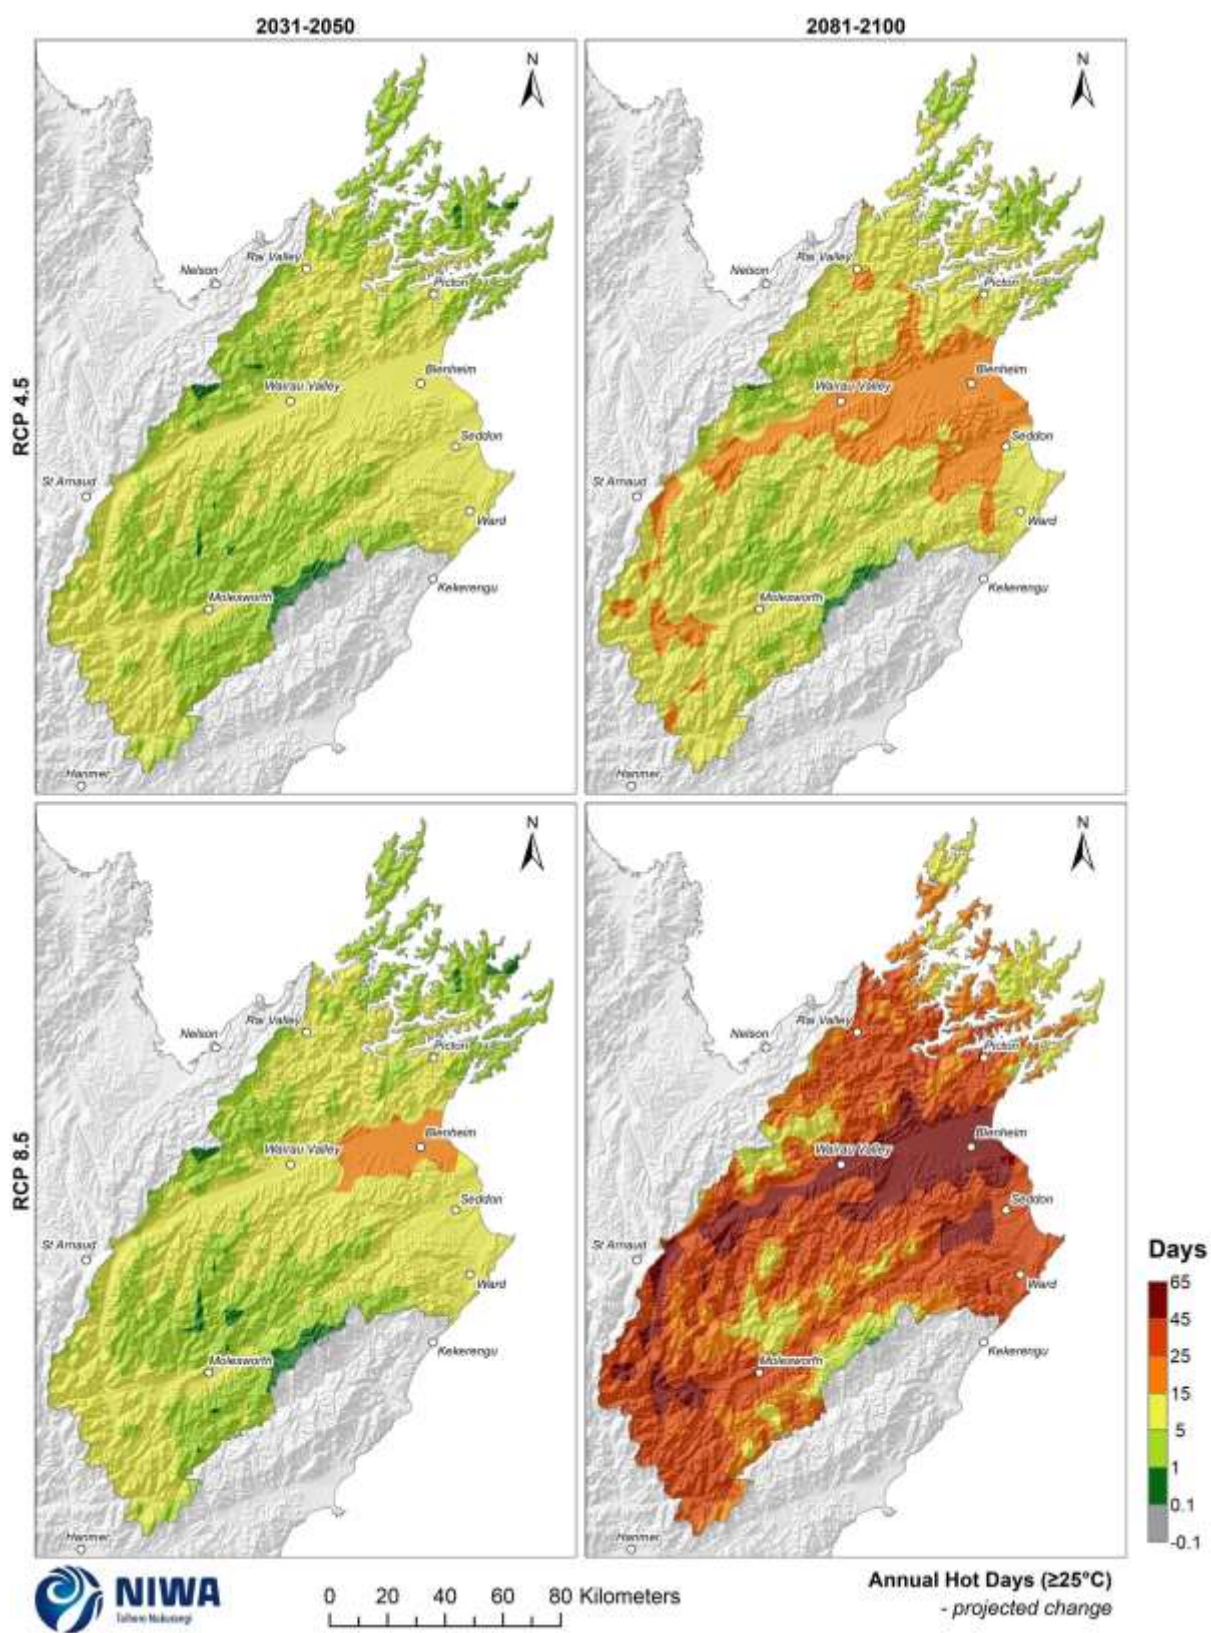 2031-2050
2081-2100
RCP 4.5
N
Nelson
Rai Valley
Picton
Blenheim
Wairau Valley
Seddon
St Arnaud
Ward
Kekerengu
Molesworth
Hanmer
N
Nelson
Rai Valley
Picton
Blenheim
Wairau Valley
Seddon
St Arnaud
Ward
Kekerengu
Molesworth
Hanmer
RCP 8.5
N
Nelson
Rai Valley
Picton
Blenheim
Wairau Valley
Seddon
St Arnaud
Ward
Kekerengu
Molesworth
Hanmer
N
Nelson
Rai Valley
Picton
Blenheim
Wairau Valley
Seddon
St Arnaud
Ward
Kekerengu
Molesworth
Hanmer
Days
65
45
25
15
5
1
0.1
-0.1
NIWA
Taihoro Nukurangi
0 20 40 60 80 Kilometers
Annual Hot Days (≥25°C)
- projected change